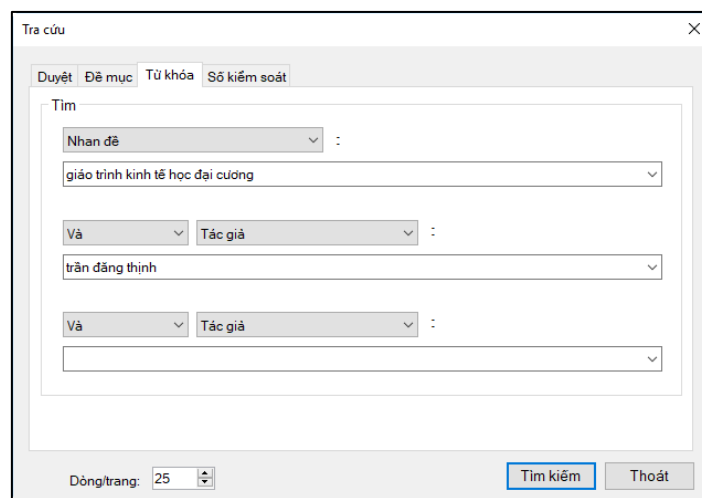 Tra cứu
Duyệt Đề mục Từ khóa Số kiểm soát
Tìm
Nhan đề :
giáo trình kinh tế học đại cương
Và Tác giả :
trần đăng thịnh
Và Tác giả :
Dòng/trang: 25 Tìm kiếm Thoát